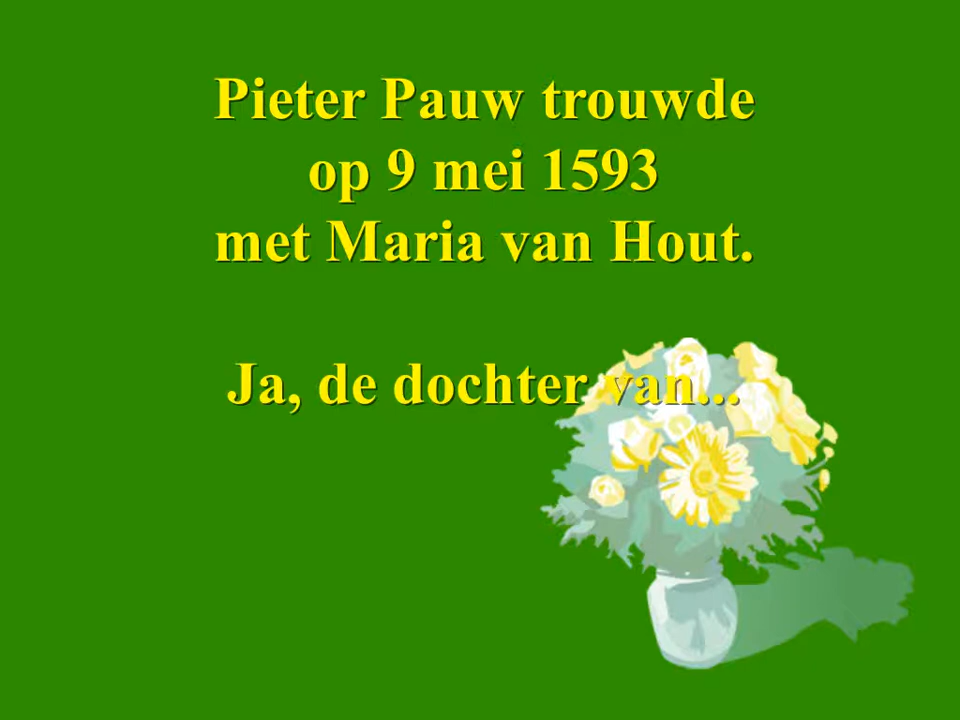 Pieter Pauw trouwde
op 9 mei 1593
met Maria van Hout.
Ja, de dochter van...